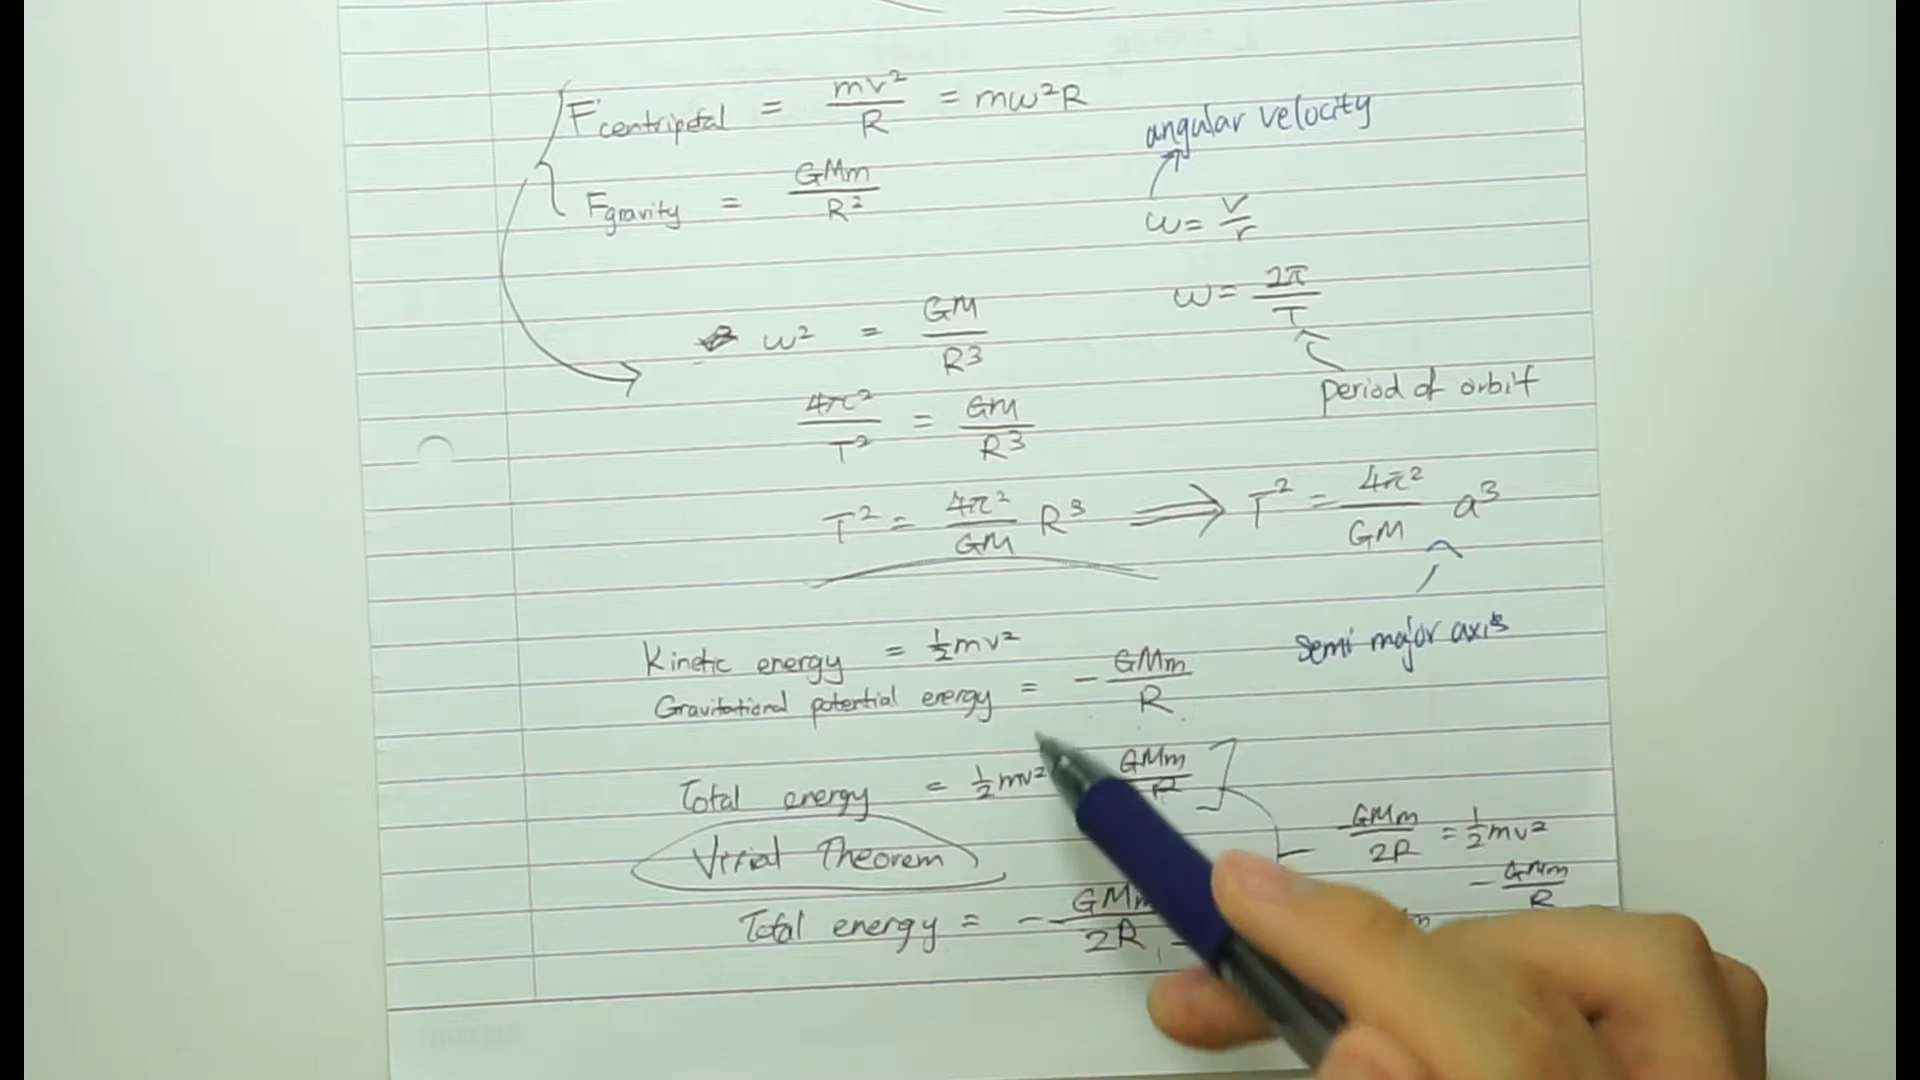 F centripetal = mv²/R = mω²R
angular velocity
F gravity = GMm/R²
ω = v/r
ω = 2π/T
ω² = GM/R³
period of orbit
4π²/T² = GM/R³
T² = 4π²/GM R³ ⟹ T² = 4π²/GM a³
Kinetic energy = ½mv²
semi major axis
Gravitational potential energy = - GMm/R
Total energy = ½mv² GMm/R
GMm/2R = ½mv²
Virial Theorem
- GMm/R
Total energy = - GMm/2R